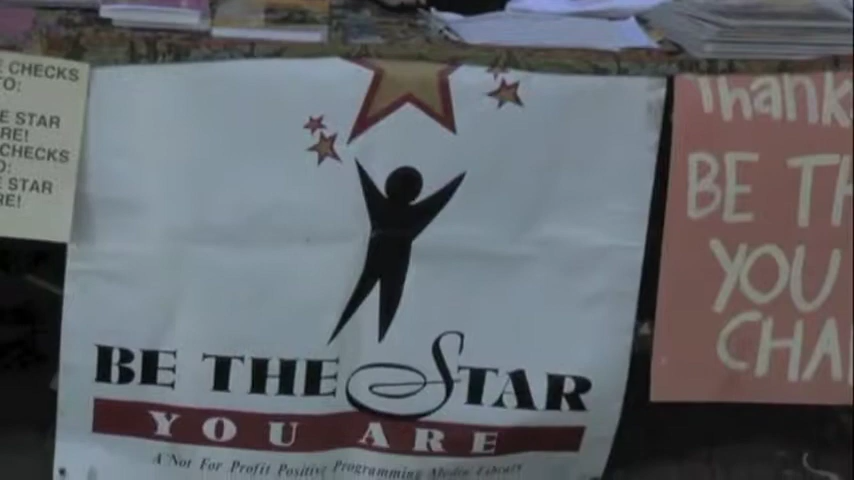 E CHECKS
TO:
E STAR
RE!
CHECKS
E STAR
RE!
BE THE STAR
YOU ARE
A Not For Profit Positive Programming Media Library
Thank
BE TH
YOU
CHA